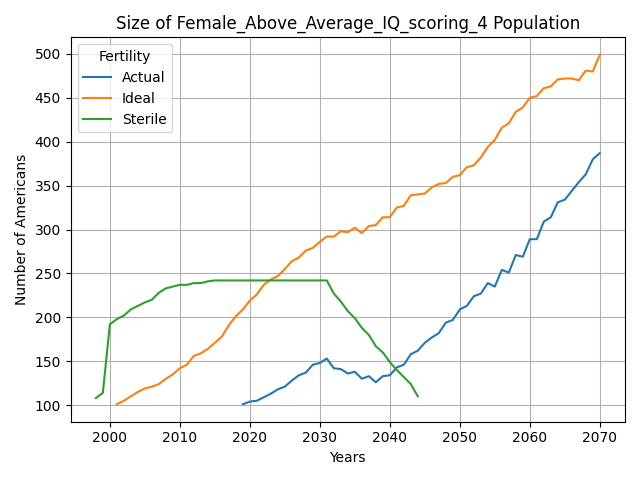 Size of Female_Above_Average_IQ_scoring_4 Population
Fertility
Actual
Ideal
Sterile
500
450
400
350
300
250
200
150
100
Number of Americans
2000 2010 2020 2030 2040 2050 2060 2070
Years